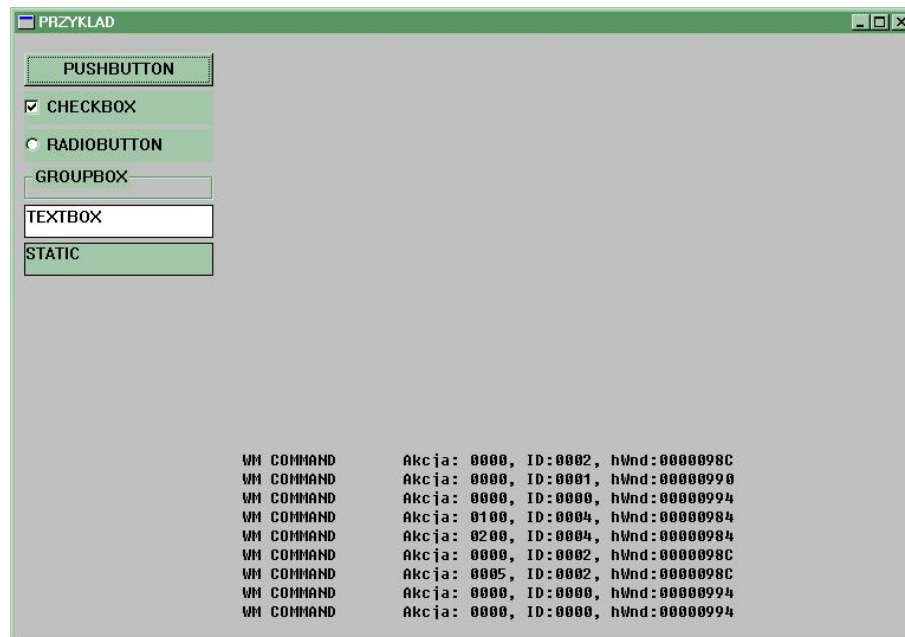 PRZYKLAD
PUSHBUTTON
CHECKBOX
RADIOBUTTON
GROUPBOX
TEXTBOX
STATIC
WM COMMAND Akcja: 0000, ID:0002, hWnd:0000098C
WM COMMAND Akcja: 0000, ID:0001, hWnd:00000990
WM COMMAND Akcja: 0000, ID:0000, hWnd:00000994
WM COMMAND Akcja: 0100, ID:0004, hWnd:00000984
WM COMMAND Akcja: 0200, ID:0004, hWnd:00000984
WM COMMAND Akcja: 0000, ID:0002, hWnd:0000098C
WM COMMAND Akcja: 0005, ID:0002, hWnd:0000098C
WM COMMAND Akcja: 0000, ID:0000, hWnd:00000994
WM COMMAND Akcja: 0000, ID:0000, hWnd:00000994